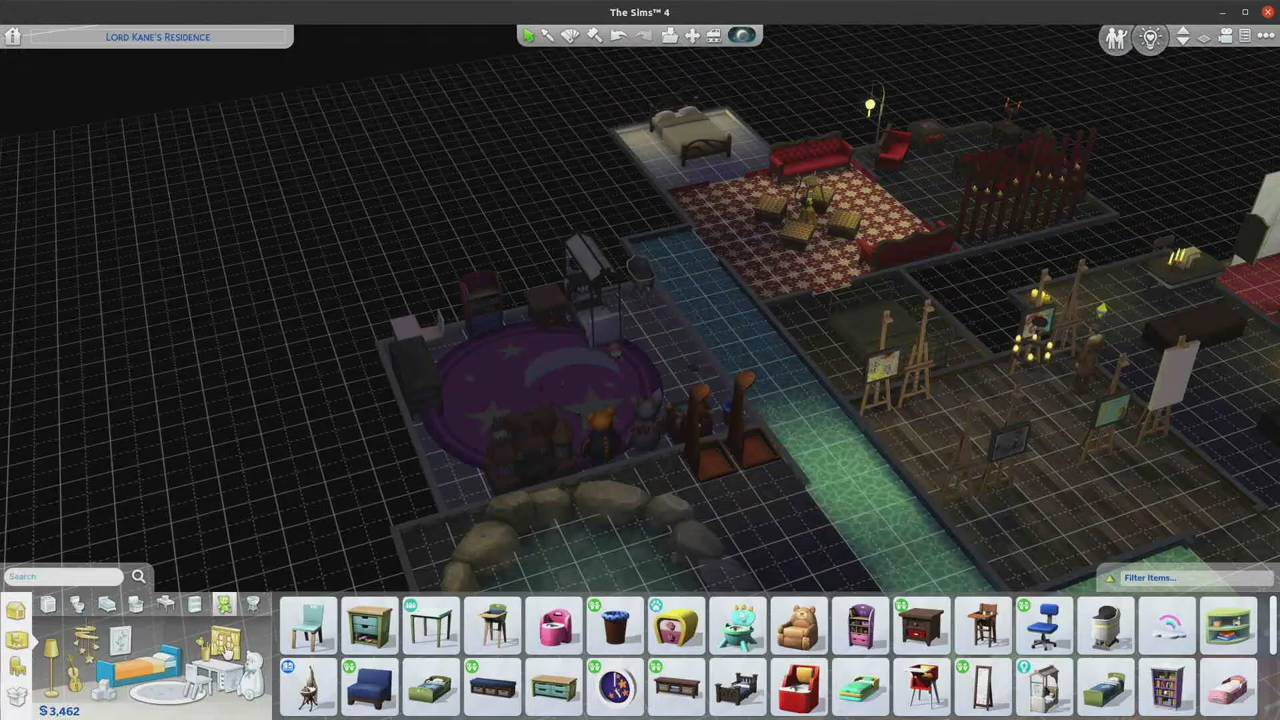 The Sims™ 4
LORD KANE'S RESIDENCE
Search
Filter Items...
§3,462